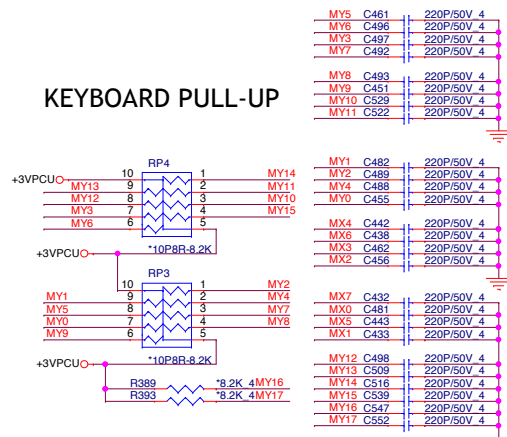 KEYBOARD PULL-UP
RP4
+3VPCU 10 1 MY14
MY13 9 2 MY11
MY12 8 3 MY10
MY3 7 4 MY15
MY6 6 5
*10P8R-8.2K
+3VPCU
RP3
10 1 MY2
MY1 9 2 MY4
MY5 8 3 MY7
MY0 7 4 MY8
MY9 6 5
*10P8R-8.2K
+3VPCU
R389 *8.2K_4 MY16
R393 *8.2K_4 MY17
MY5 C461 220P/50V_4
MY6 C496 220P/50V_4
MY3 C497 220P/50V_4
MY7 C492 220P/50V_4
MY8 C493 220P/50V_4
MY9 C451 220P/50V_4
MY10 C529 220P/50V_4
MY11 C522 220P/50V_4
MY1 C482 220P/50V_4
MY2 C489 220P/50V_4
MY4 C488 220P/50V_4
MY0 C455 220P/50V_4
MX4 C442 220P/50V_4
MX6 C438 220P/50V_4
MX3 C462 220P/50V_4
MX2 C456 220P/50V_4
MX7 C432 220P/50V_4
MX0 C481 220P/50V_4
MX5 C443 220P/50V_4
MX1 C433 220P/50V_4
MY12 C498 220P/50V_4
MY13 C509 220P/50V_4
MY14 C516 220P/50V_4
MY15 C539 220P/50V_4
MY16 C547 220P/50V_4
MY17 C552 220P/50V_4